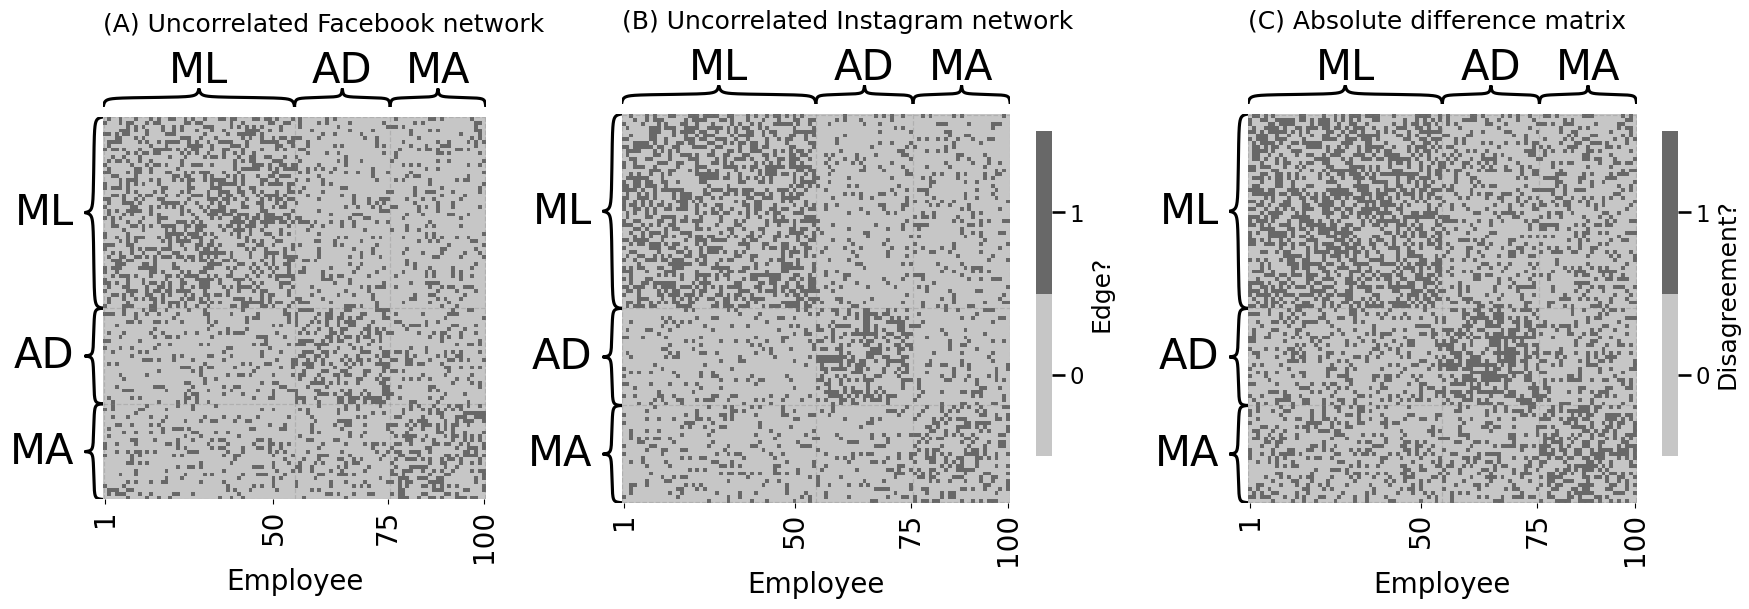 (A) Uncorrelated Facebook network
ML AD MA
ML
AD
MA
1 50 75 100
Employee
(B) Uncorrelated Instagram network
ML AD MA
ML
AD
MA
1 50 75 100
Employee
1
0
Edge?
(C) Absolute difference matrix
ML AD MA
ML
AD
MA
1 50 75 100
Employee
1
0
Disagreement?